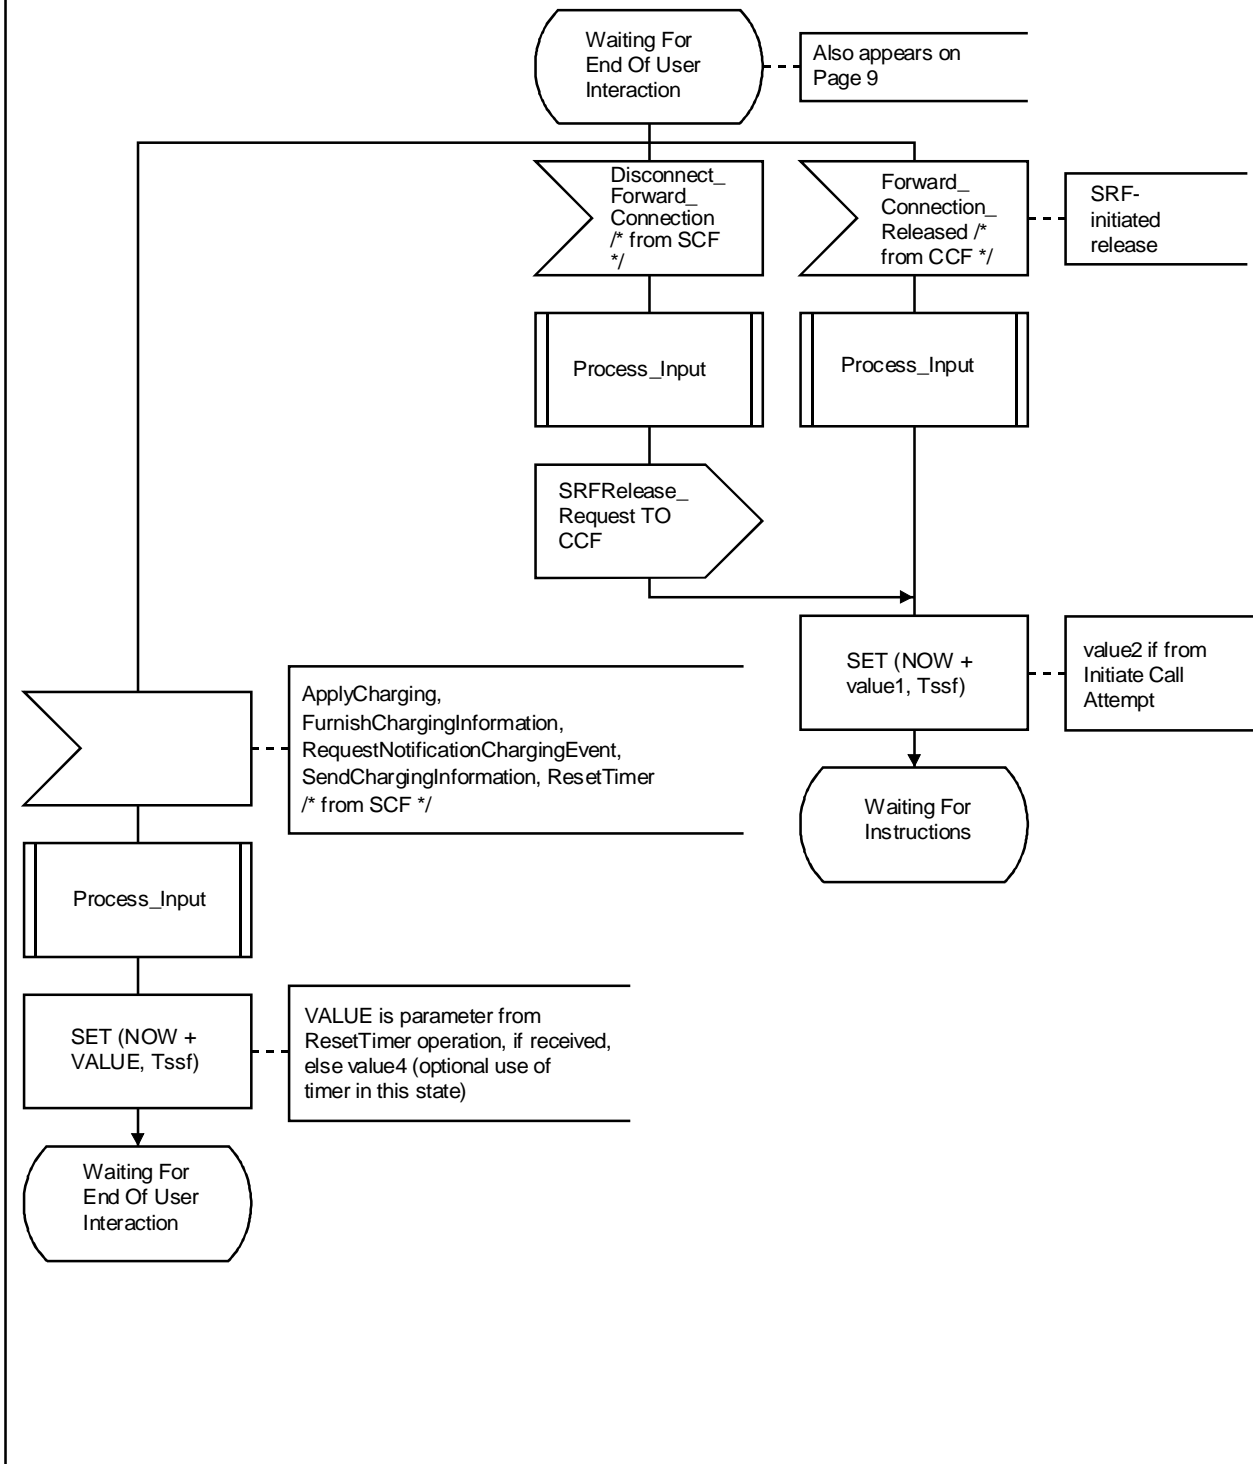 Waiting For
End Of User
Interaction
Also appears on
Page 9
Disconnect_
Forward_
Connection
/* from SCF
*/
Forward_
Connection_
Released /*
from CCF */
SRF-
initiated
release
Process_Input
Process_Input
SRFRelease_
Request TO
CCF
SET (NOW +
value1, Tssf)
value2 if from
Initiate Call
Attempt
ApplyCharging,
FurnishChargingInformation,
RequestNotificationChargingEvent,
SendChargingInformation, ResetTimer
/* from SCF */
Waiting For
Instructions
Process_Input
SET (NOW +
VALUE, Tssf)
VALUE is parameter from
ResetTimer operation, if received,
else value4 (optional use of
timer in this state)
Waiting For
End Of User
Interaction